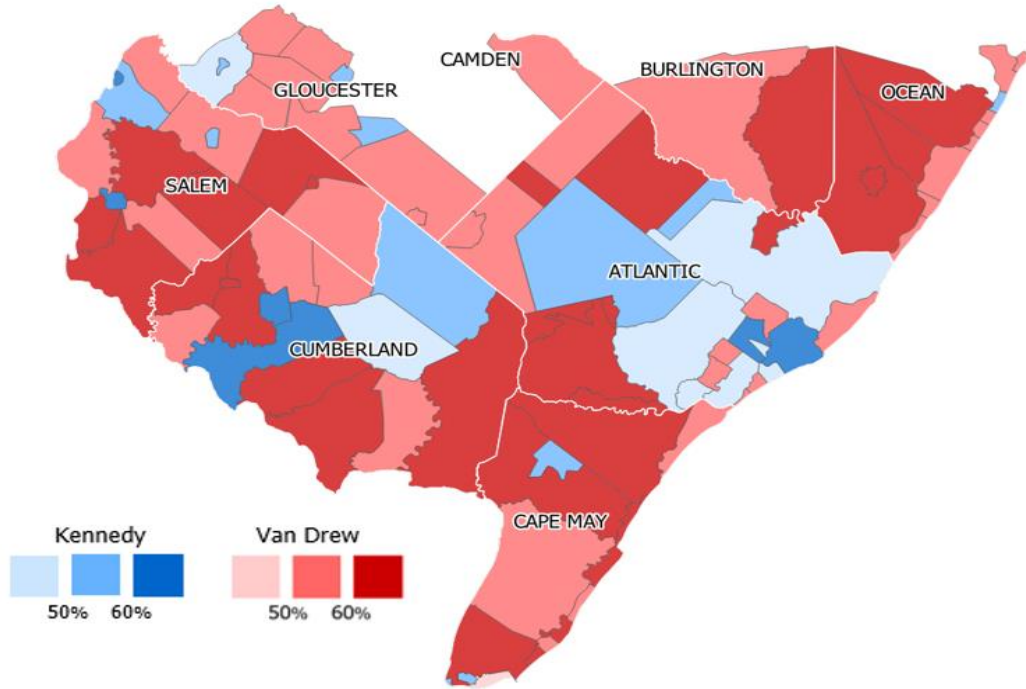 CAMDEN
BURLINGTON
GLOUCESTER
OCEAN
SALEM
ATLANTIC
CUMBERLAND
CAPE MAY
Kennedy
Van Drew
50% 60%
50% 60%